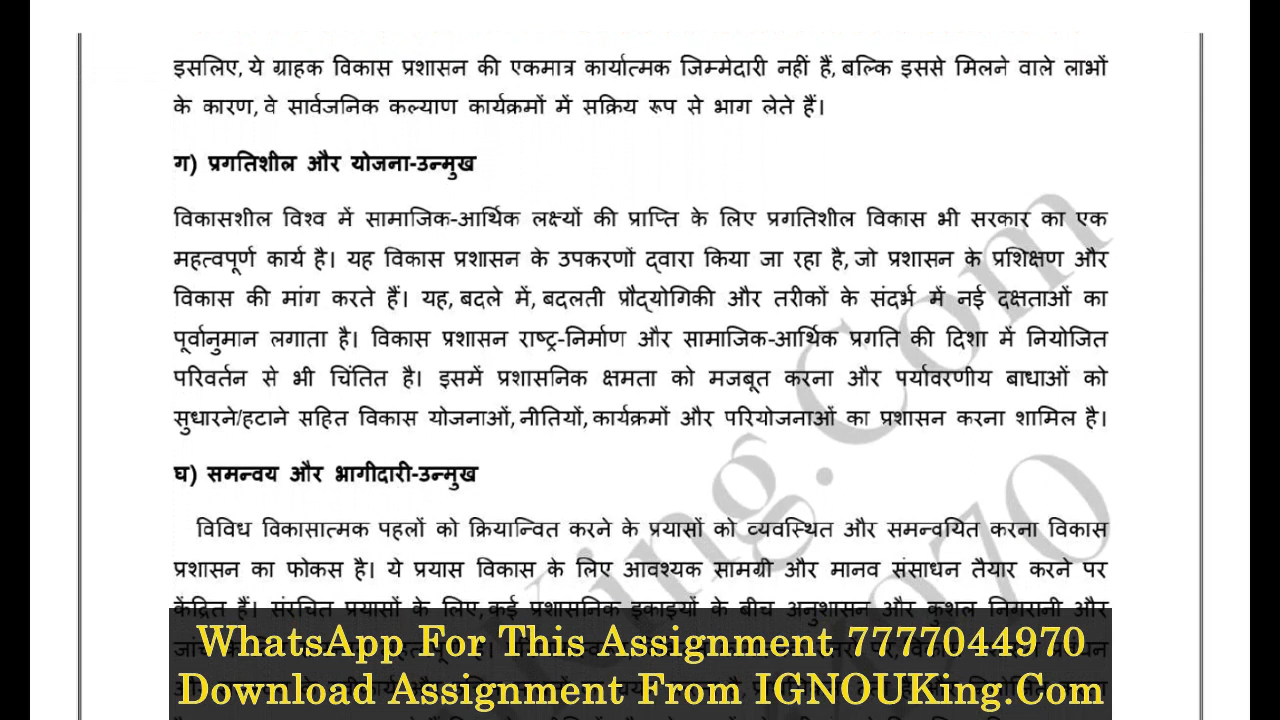 इसलिए, ये ग्राहक विकास प्रशासन की एकमात्र कार्यात्मक जिम्मेदारी नहीं हैं, बल्कि इससे मिलने वाले लाभों
के कारण, वे सार्वजनिक कल्याण कार्यक्रमों में सक्रिय रूप से भाग लेते हैं।
ग) प्रगतिशील और योजना-उन्मुख
विकासशील विश्व में सामाजिक-आर्थिक लक्ष्यों की प्राप्ति के लिए प्रगतिशील विकास भी सरकार का एक
महत्वपूर्ण कार्य है। यह विकास प्रशासन के उपकरणों द्वारा किया जा रहा है, जो प्रशासन के प्रशिक्षण और
विकास की मांग करते हैं। यह, बदले में, बदलती प्रौद्योगिकी और तरीकों के संदर्भ में नई दक्षताओं का
पूर्वानुमान लगाता है। विकास प्रशासन राष्ट्र-निर्माण और सामाजिक-आर्थिक प्रगति की दिशा में नियोजित
परिवर्तन से भी चिंतित है। इसमें प्रशासनिक क्षमता को मजबूत करना और पर्यावरणीय बाधाओं को
सुधारने/हटाने सहित विकास योजनाओं, नीतियों, कार्यक्रमों और परियोजनाओं का प्रशासन करना शामिल है।
घ) समन्वय और भागीदारी-उन्मुख
विविध विकासात्मक पहलों को क्रियान्वित करने के प्रयासों को व्यवस्थित और समन्वयित करना विकास
प्रशासन का फोकस है। ये प्रयास विकास के लिए आवश्यक सामग्री और मानव संसाधन तैयार करने पर
केंद्रित हैं। संरचित प्रयासों के लिए, कई प्रशासनिक इकाइयों के बीच अनुशासन और कुशल निगरानी और
WhatsApp For This Assignment 7777044970
Download Assignment From IGNOUKing.Com